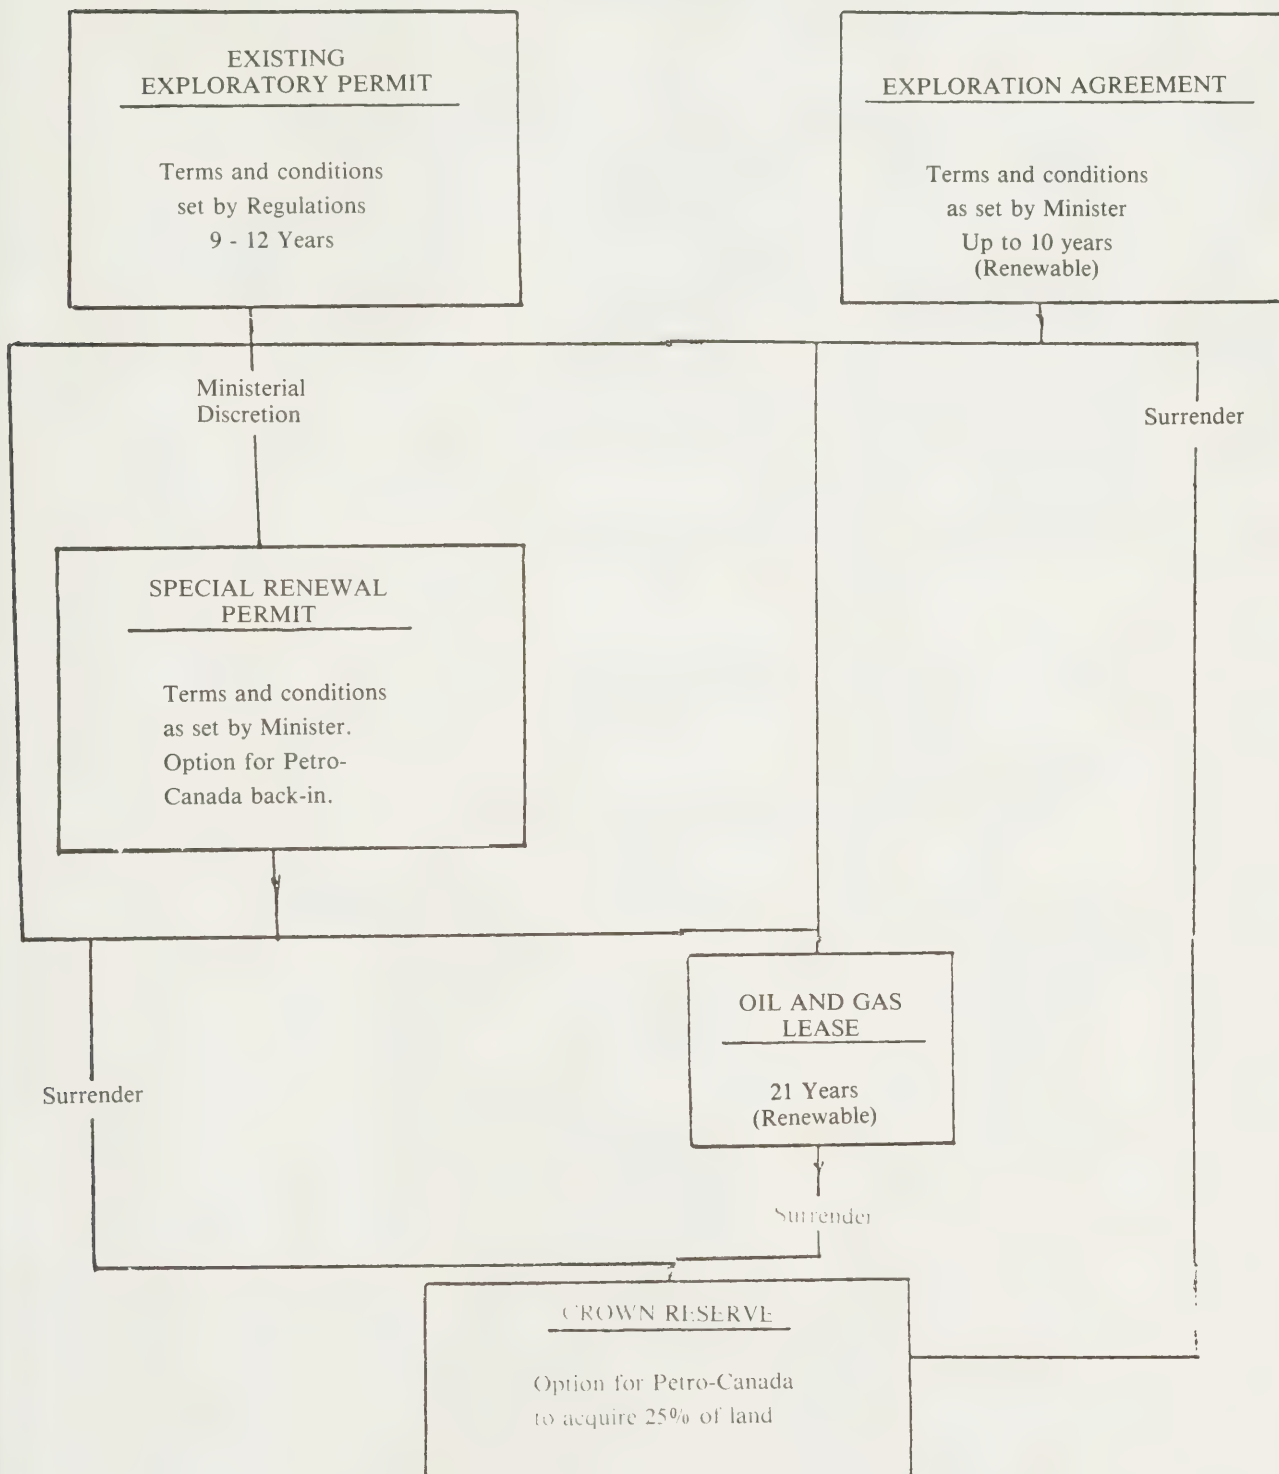 EXISTING
EXPLORATORY PERMIT
Terms and conditions
set by Regulations
9 - 12 Years
EXPLORATION AGREEMENT
Terms and conditions
as set by Minister
Up to 10 years
(Renewable)
Ministerial
Discretion
Surrender
SPECIAL RENEWAL
PERMIT
Terms and conditions
as set by Minister.
Option for Petro-
Canada back-in.
OIL AND GAS
LEASE
21 Years
(Renewable)
Surrender
Surrender
CROWN RESERVE
Option for Petro-Canada
to acquire 25% of land